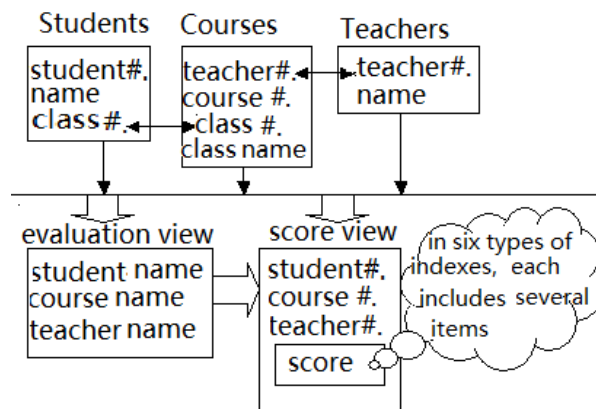 Students
Courses
Teachers
student#.
name
class #.
teacher#.
course #.
class #.
class name
teacher#.
name
evaluation view
student name
course name
teacher name
score view
student#.
course #.
teacher#.
score
in six types of
indexes, each
includes several
items